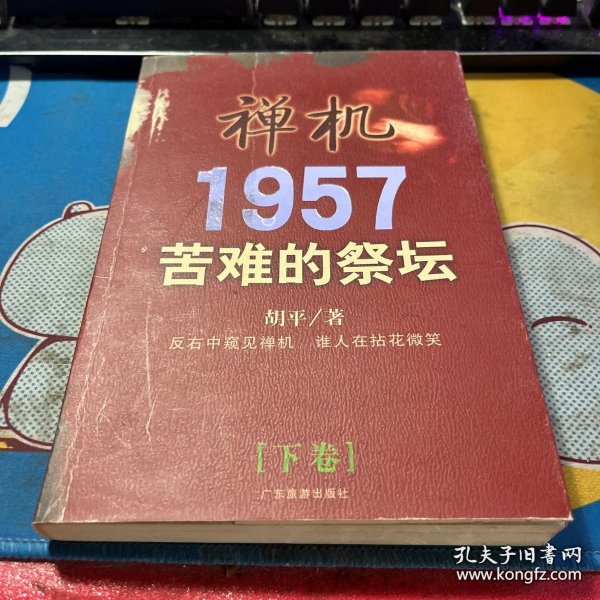 禅机
1957
苦难的祭坛
胡平/著
反右中窥见禅机 谁人在拈花微笑
[下卷]
广东旅游出版社
孔夫子旧书网
www.kongfz.com